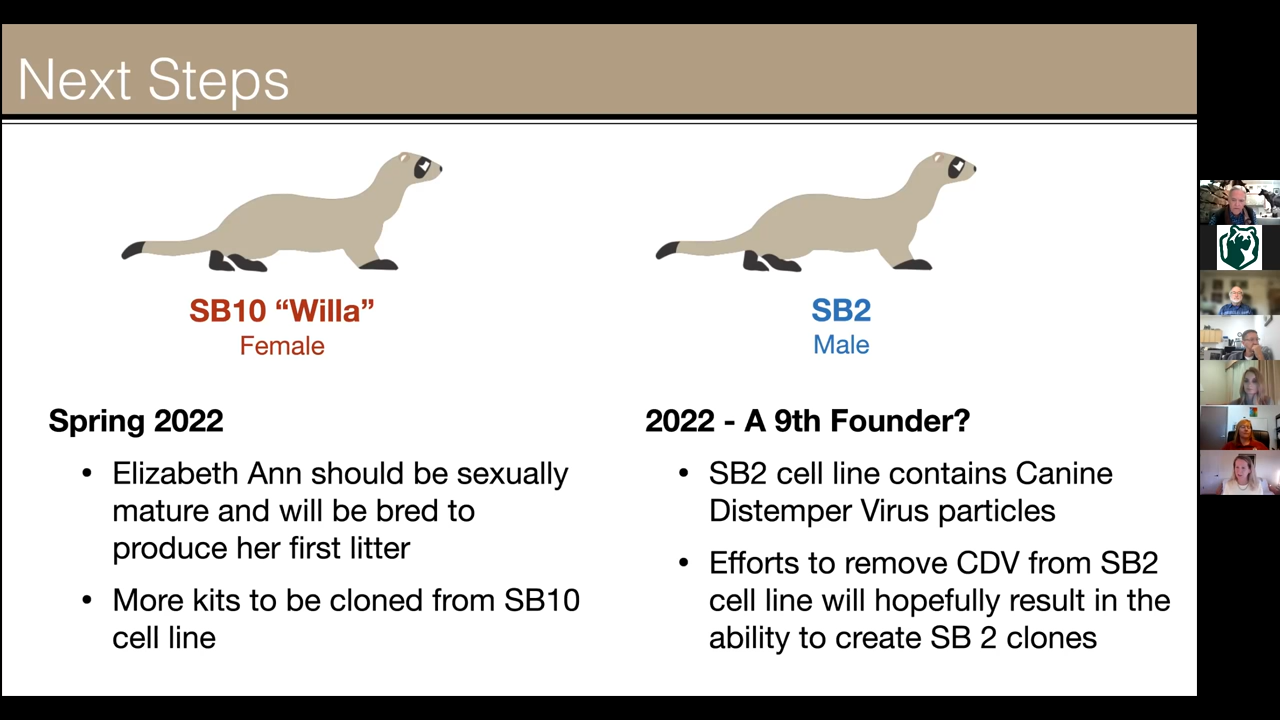 Next Steps
SB10 “Willa”
Female
Spring 2022
• Elizabeth Ann should be sexually
mature and will be bred to
produce her first litter
• More kits to be cloned from SB10
cell line
SB2
Male
2022 - A 9th Founder?
• SB2 cell line contains Canine
Distemper Virus particles
• Efforts to remove CDV from SB2
cell line will hopefully result in the
ability to create SB 2 clones